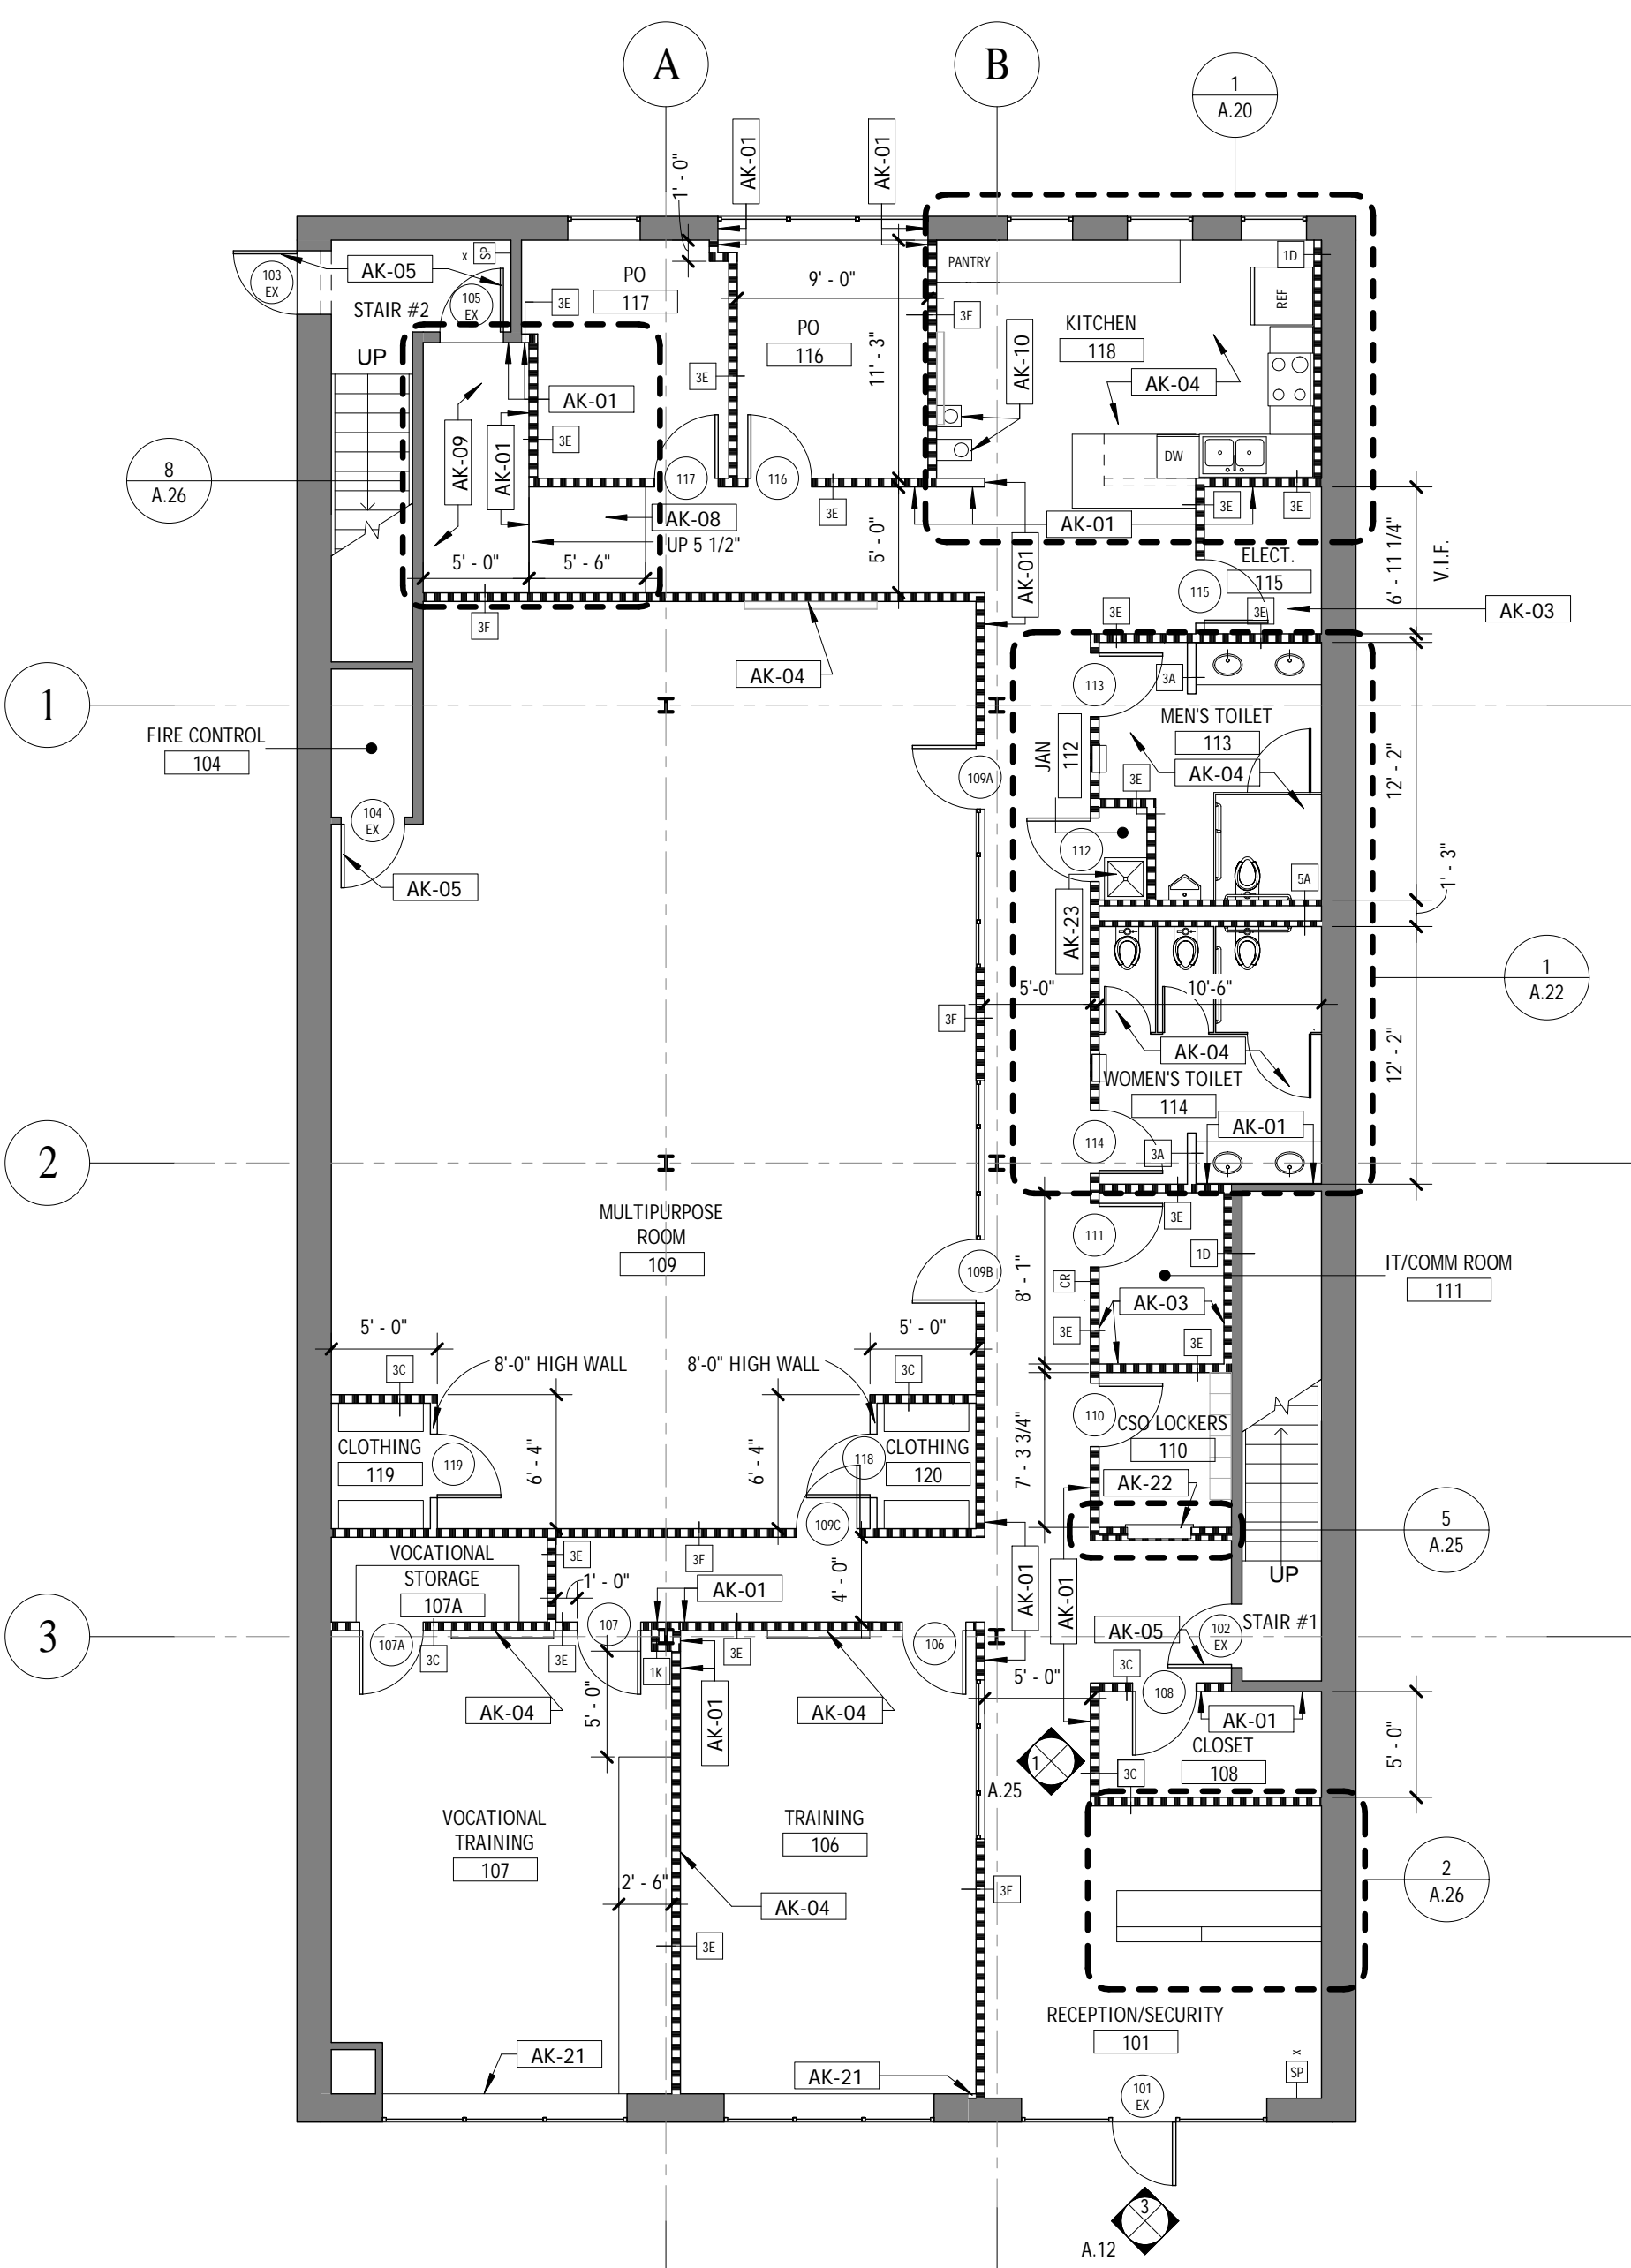 A
B
1
A.20
AK-01
AK-01
1' - 0"
103
EX
AK-05
SP
x
105
EX
STAIR #2
3E
PO
117
9' - 0"
PO
116
11' - 3"
PANTRY
1D
REF
3E
KITCHEN
118
AK-10
AK-04
UP
3E
AK-01
3E
AK-09
AK-01
8
A.26
117
116
3E
DW
3E
3E
AK-08
UP 5 1/2"
AK-01
5' - 0"
5' - 6"
5' - 0"
AK-01
ELECT.
115
115
6' - 11 1/4"
V.I.F.
3E
3E
AK-03
3F
AK-04
1
113
3A
MEN'S TOILET
113
FIRE CONTROL
104
JAN
112
AK-04
3E
12' - 2"
109A
104
EX
112
AK-05
5A
1' - 3"
AK-23
1
A.22
5'-0"
10'-6"
3F
AK-04
12' - 2"
WOMEN'S TOILET
114
AK-01
114
3A
2
MULTIPURPOSE
ROOM
109
3E
111
1D
109B
CR
8' - 1"
IT/COMM ROOM
111
AK-03
3E
3E
5' - 0"
5' - 0"
3C
8'-0" HIGH WALL
8'-0" HIGH WALL
3C
110
CSO LOCKERS
110
CLOTHING
119
119
6' - 4"
6' - 4"
118
CLOTHING
120
7' - 3 3/4"
AK-22
109C
5
A.25
VOCATIONAL
STORAGE
107A
3E
3F
1' - 0"
AK-01
4' - 0"
AK-01
AK-01
UP
3
107A
3C
3E
107
1K
3E
106
AK-05
102
EX
STAIR #1
5' - 0"
3C
108
AK-04
5' - 0"
AK-01
AK-04
AK-01
CLOSET
108
5' - 0"
1
A.25
3C
VOCATIONAL
TRAINING
107
TRAINING
106
2' - 6"
AK-04
3E
3E
2
A.26
RECEPTION/SECURITY
101
AK-21
AK-21
x
SP
101
EX
3
A.12